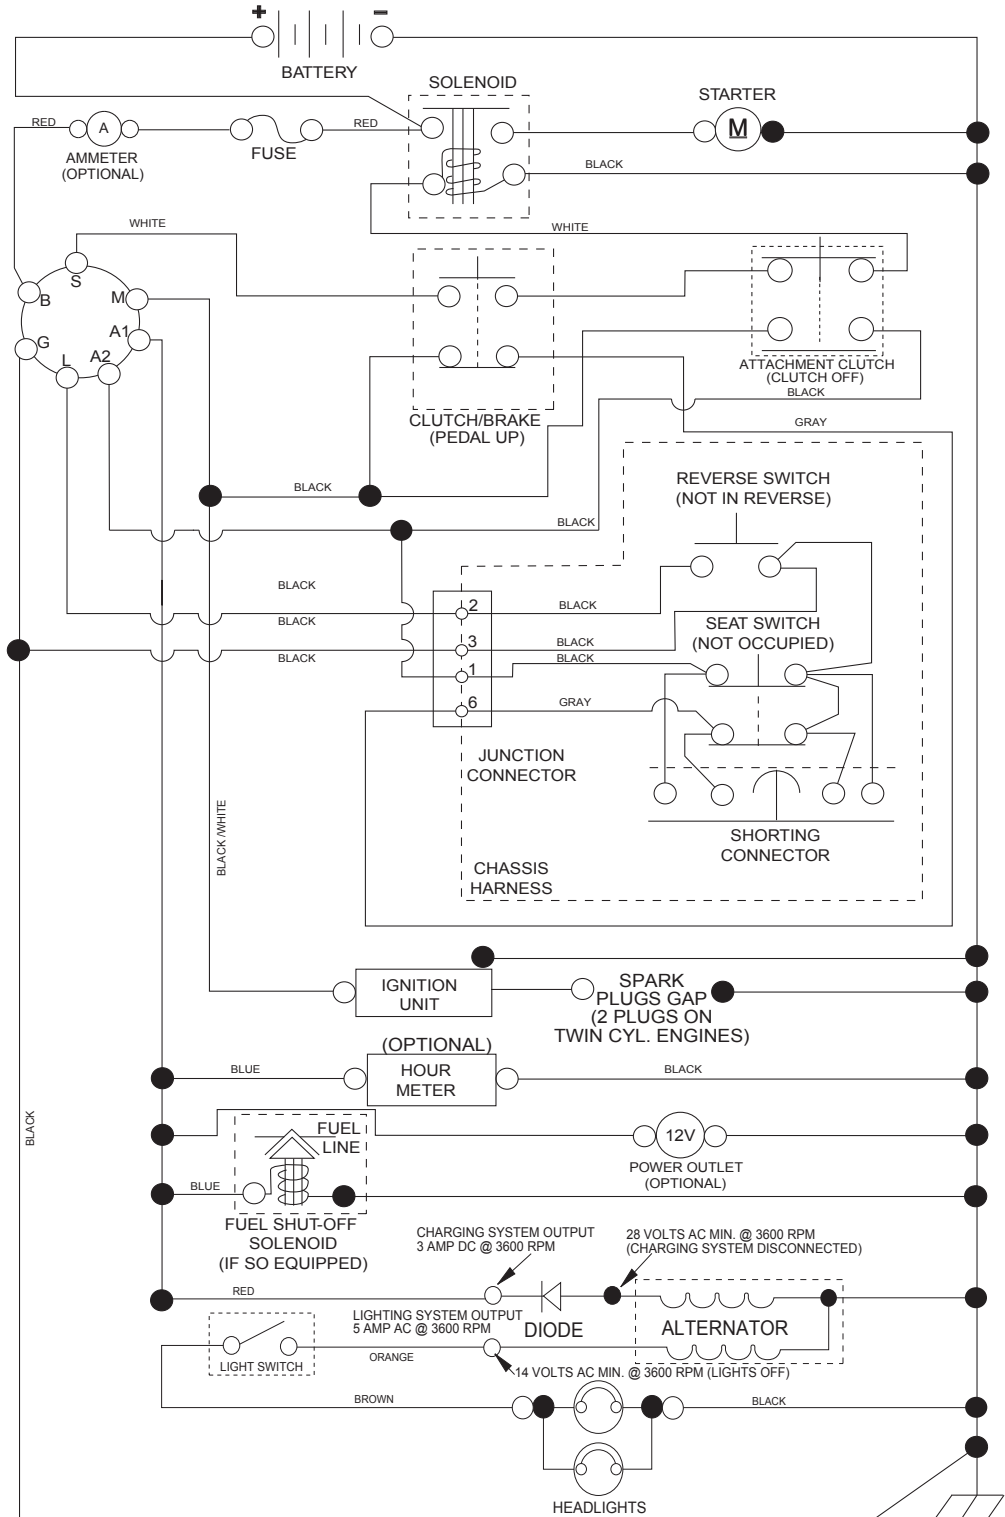 + -
BATTERY
SOLENOID
STARTER
RED
A
RED
M
AMMETER
(OPTIONAL)
FUSE
BLACK
WHITE
WHITE
S
B
M
A1
G
L
A2
ATTACHMENT CLUTCH
(CLUTCH OFF)
BLACK
CLUTCH/BRAKE
(PEDAL UP)
GRAY
REVERSE SWITCH
(NOT IN REVERSE)
BLACK
BLACK
BLACK
2
BLACK
BLACK
SEAT SWITCH
(NOT OCCUPIED)
3
BLACK
BLACK
BLACK
1
6
GRAY
JUNCTION
CONNECTOR
BLACK /WHITE
SHORTING
CONNECTOR
CHASSIS
HARNESS
IGNITION
UNIT
SPARK
PLUGS GAP
(2 PLUGS ON
TWIN CYL. ENGINES)
(OPTIONAL)
HOUR
METER
BLUE
BLACK
BLACK
FUEL
LINE
12V
POWER OUTLET
(OPTIONAL)
BLUE
FUEL SHUT-OFF
SOLENOID
(IF SO EQUIPPED)
CHARGING SYSTEM OUTPUT
3 AMP DC @ 3600 RPM
28 VOLTS AC MIN. @ 3600 RPM
(CHARGING SYSTEM DISCONNECTED)
RED
LIGHTING SYSTEM OUTPUT
5 AMP AC @ 3600 RPM
DIODE
ALTERNATOR
LIGHT SWITCH
ORANGE
14 VOLTS AC MIN. @ 3600 RPM (LIGHTS OFF)
BROWN
BLACK
HEADLIGHTS